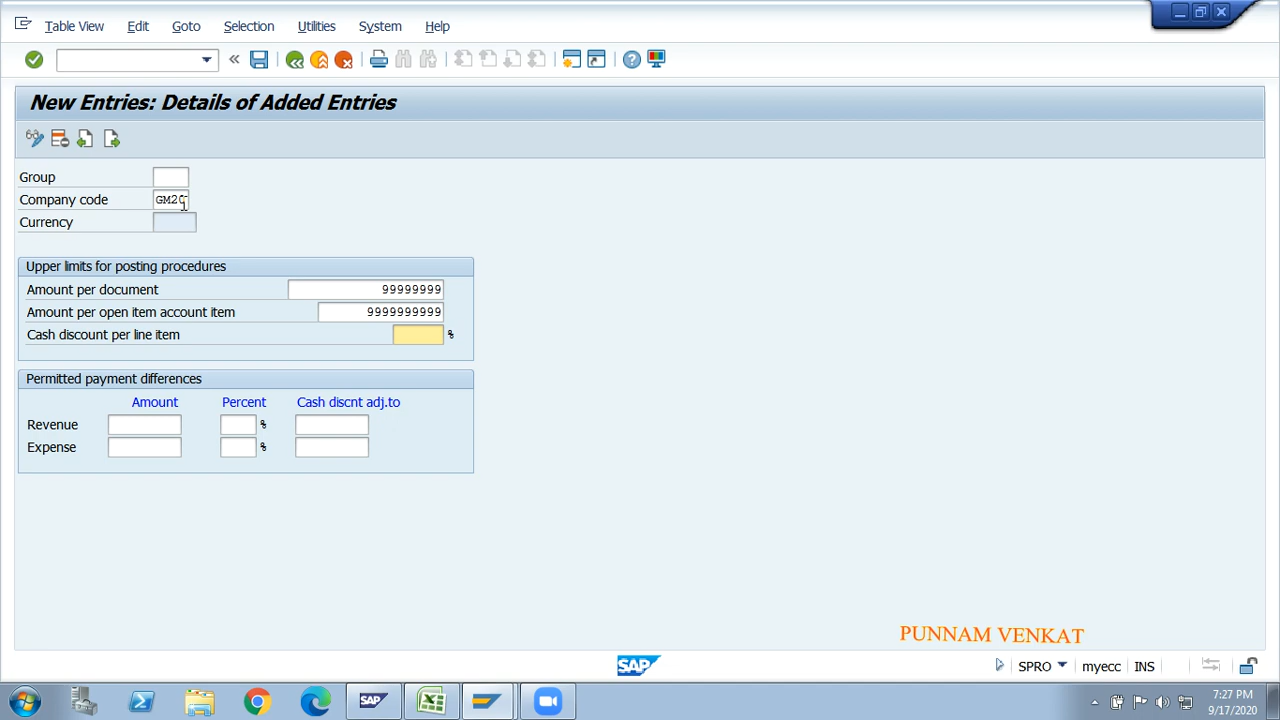 Table View Edit Goto Selection Utilities System Help
New Entries: Details of Added Entries
Group
Company code GM20
Currency
Upper limits for posting procedures
Amount per document 99999999
Amount per open item account item 9999999999
Cash discount per line item %
Permitted payment differences
Amount Percent Cash discnt adj.to
Revenue %
Expense %
PUNNAM VENKAT
SAP SPRO myecc INS
SAP
7:27 PM
9/17/2020